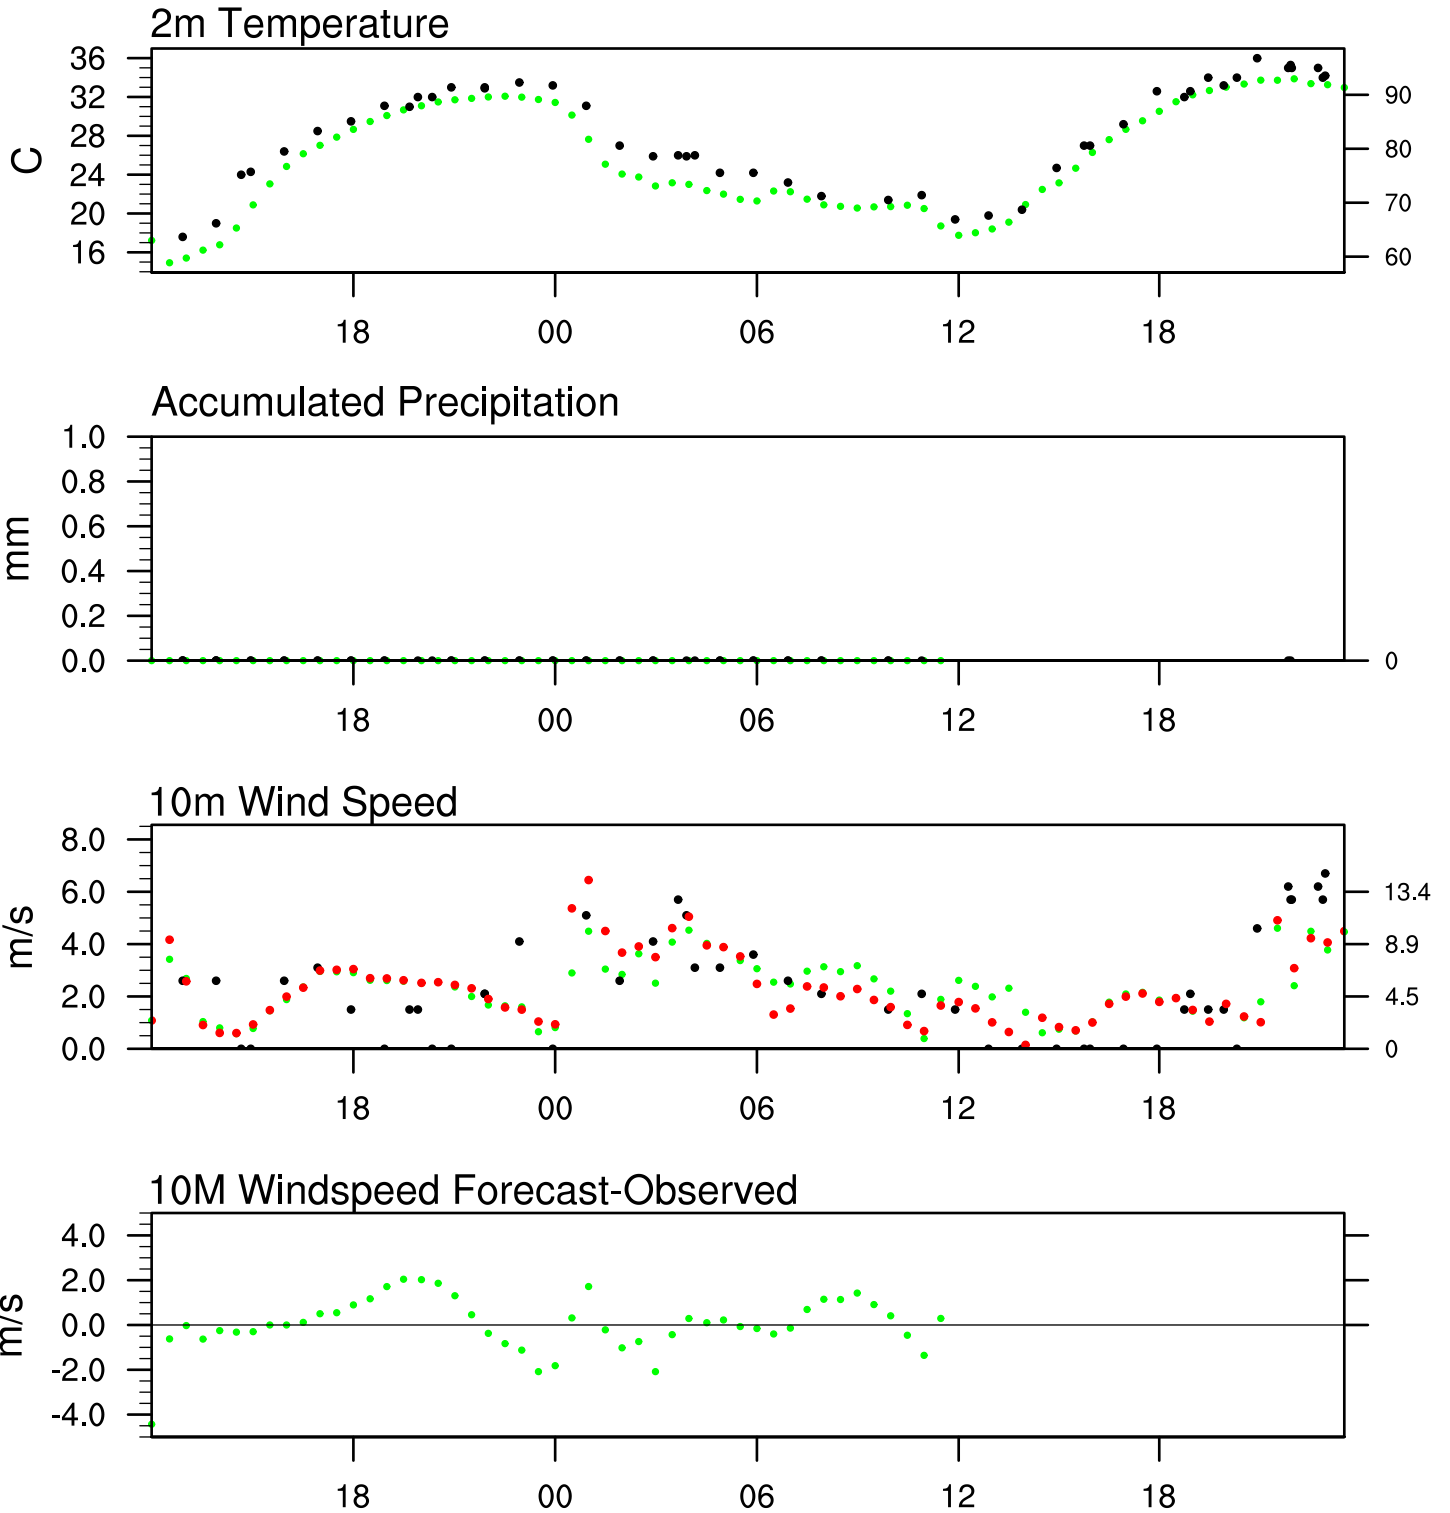 2m Temperature
36
32
28
24
20
16
C
90
80
70
60
18 00 06 12 18
Accumulated Precipitation
1.0
0.8
0.6
0.4
0.2
0.0
mm
0
18 00 06 12 18
10m Wind Speed
8.0
6.0
4.0
2.0
0.0
m/s
13.4
8.9
4.5
0
18 00 06 12 18
10M Windspeed Forecast-Observed
4.0
2.0
0.0
-2.0
-4.0
m/s
18 00 06 12 18